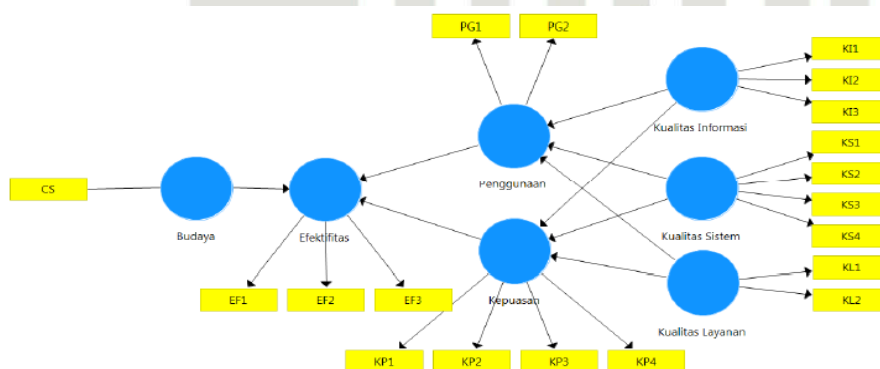 PG1
PG2
KI1
KI2
KI3
Kualitas Informasi
KS1
KS2
KS3
KS4
Penggunaan
CS
Budaya
Efektifitas
Kualitas Sistem
KL1
KL2
EF1
EF2
EF3
Kepuasan
Kualitas Layanan
KP1
KP2
KP3
KP4